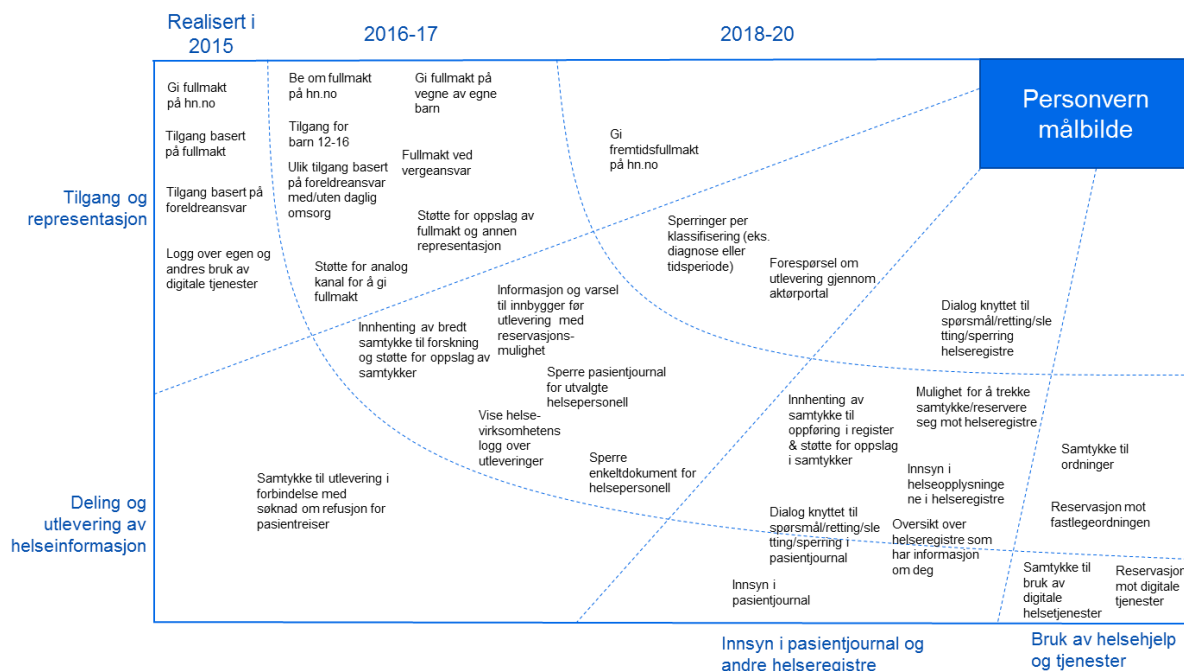 Realisert i
2015
2016-17
2018-20
Personvern
målbilde
Tilgang og
representasjon
Deling og
utlevering av
helseinformasjon
Innsyn i pasientjournal og
andre helseregistre
Bruk av helsehjelp
og tjenester
Gi fullmakt
på hn.no
Tilgang basert
på fullmakt
Tilgang basert på
foreldreansvar
Logg over egen og
andres bruk av
digitale tjenester
Be om fullmakt
på hn.no
Gi fullmakt på
vegne av egne
barn
Tilgang for
barn 12-16
Ulik tilgang basert
på foreldreansvar
med/uten daglig
omsorg
Fullmakt ved
vergeansvar
Støtte for oppslag av
fullmakt og annen
representasjon
Støtte for analog
kanal for å gi
fullmakt
Gi
fremtidsfullmakt
på hn.no
Sperringer per
klassifisering (eks.
diagnose eller
tidsperiode)
Forespørsel om
utlevering gjennom
aktørportal
Informasjon og varsel
til innbygger før
utlevering med
reservasjons-
mulighet
Innhenting av bredt
samtykke til forskning
og støtte for oppslag av
samtykker
Sperre pasientjournal
for utvalgte
helsepersonell
Vise helse-
virksomhetens
logg over
utleveringer
Sperre
enkeltdokument for
helsepersonell
Samtykke til utlevering i
forbindelse med
søknad om refusjon for
pasientreiser
Dialog knyttet til
spørsmål/retting/sle
tting/sperring
helseregistre
Mulighet for å trekke
samtykke/reservere
seg mot helseregistre
Innhenting av
samtykke til
oppføring i register
& støtte for oppslag
i samtykker
Innsyn i
helseopplysninge
ne i helseregistre
Dialog knyttet til
spørsmål/retting/sle
tting/sperring i
pasientjournal
Oversikt over
helseregistre som
har informasjon
om deg
Innsyn i
pasientjournal
Samtykke til
ordninger
Reservasjon mot
fastlegeordningen
Samtykke til
bruk av
digitale
helsetjenester
Reservasjon
mot digitale
tjenester